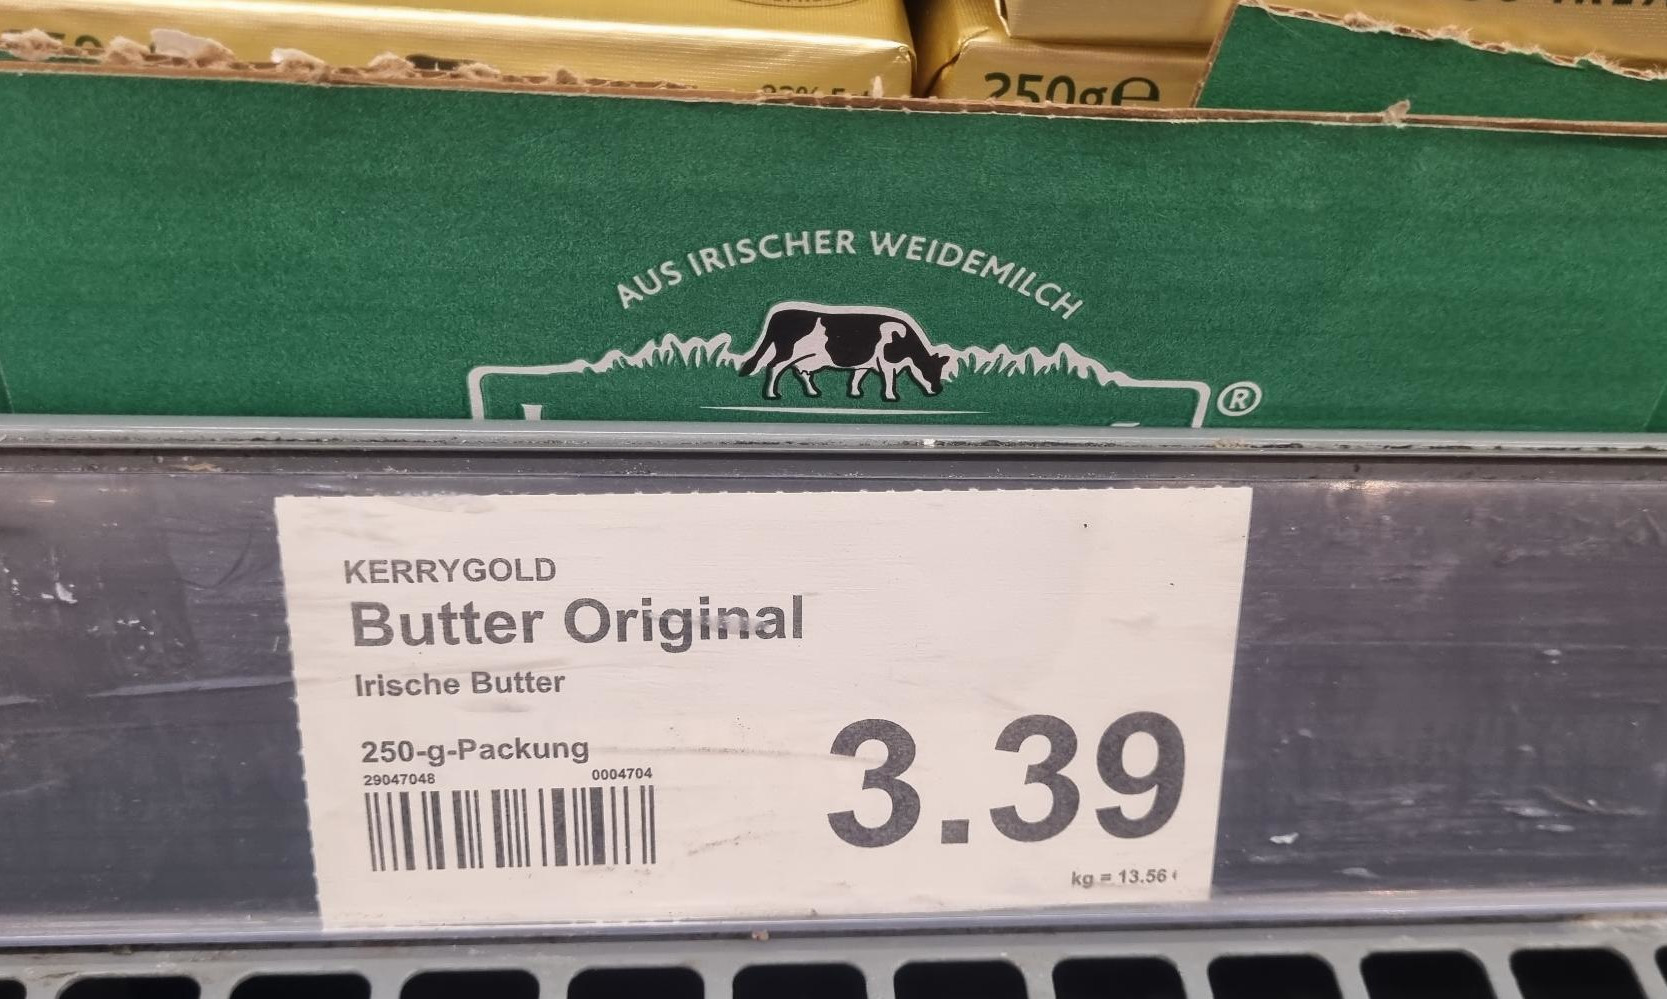 250g℮
AUS IRISCHER WEIDEMILCH
®
KERRYGOLD
Butter Original
Irische Butter
250-g-Packung
29047048 0004704
3.39
kg = 13.56